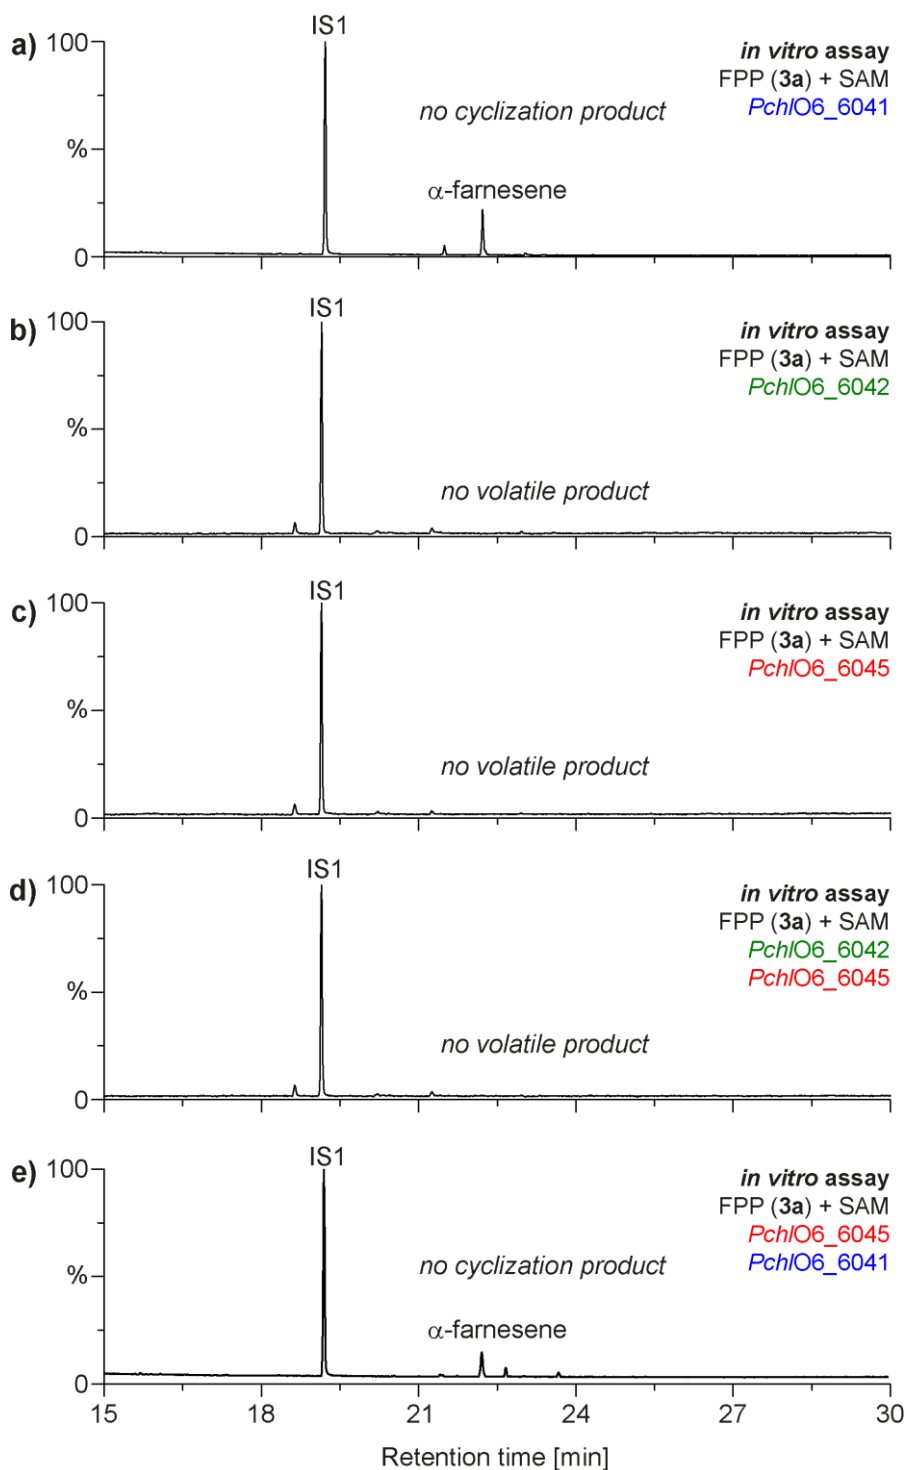 a) 100
IS1
in vitro assay
FPP (3a) + SAM
PchlO6_6041
no cyclization product
%
α-farnesene
0
b) 100
IS1
in vitro assay
FPP (3a) + SAM
PchlO6_6042
%
no volatile product
0
c) 100
IS1
in vitro assay
FPP (3a) + SAM
PchlO6_6045
%
no volatile product
0
d) 100
IS1
in vitro assay
FPP (3a) + SAM
PchlO6_6042
PchlO6_6045
%
no volatile product
0
e) 100
IS1
in vitro assay
FPP (3a) + SAM
PchlO6_6045
PchlO6_6041
no cyclization product
%
α-farnesene
0
15 18 21 24 27 30
Retention time [min]